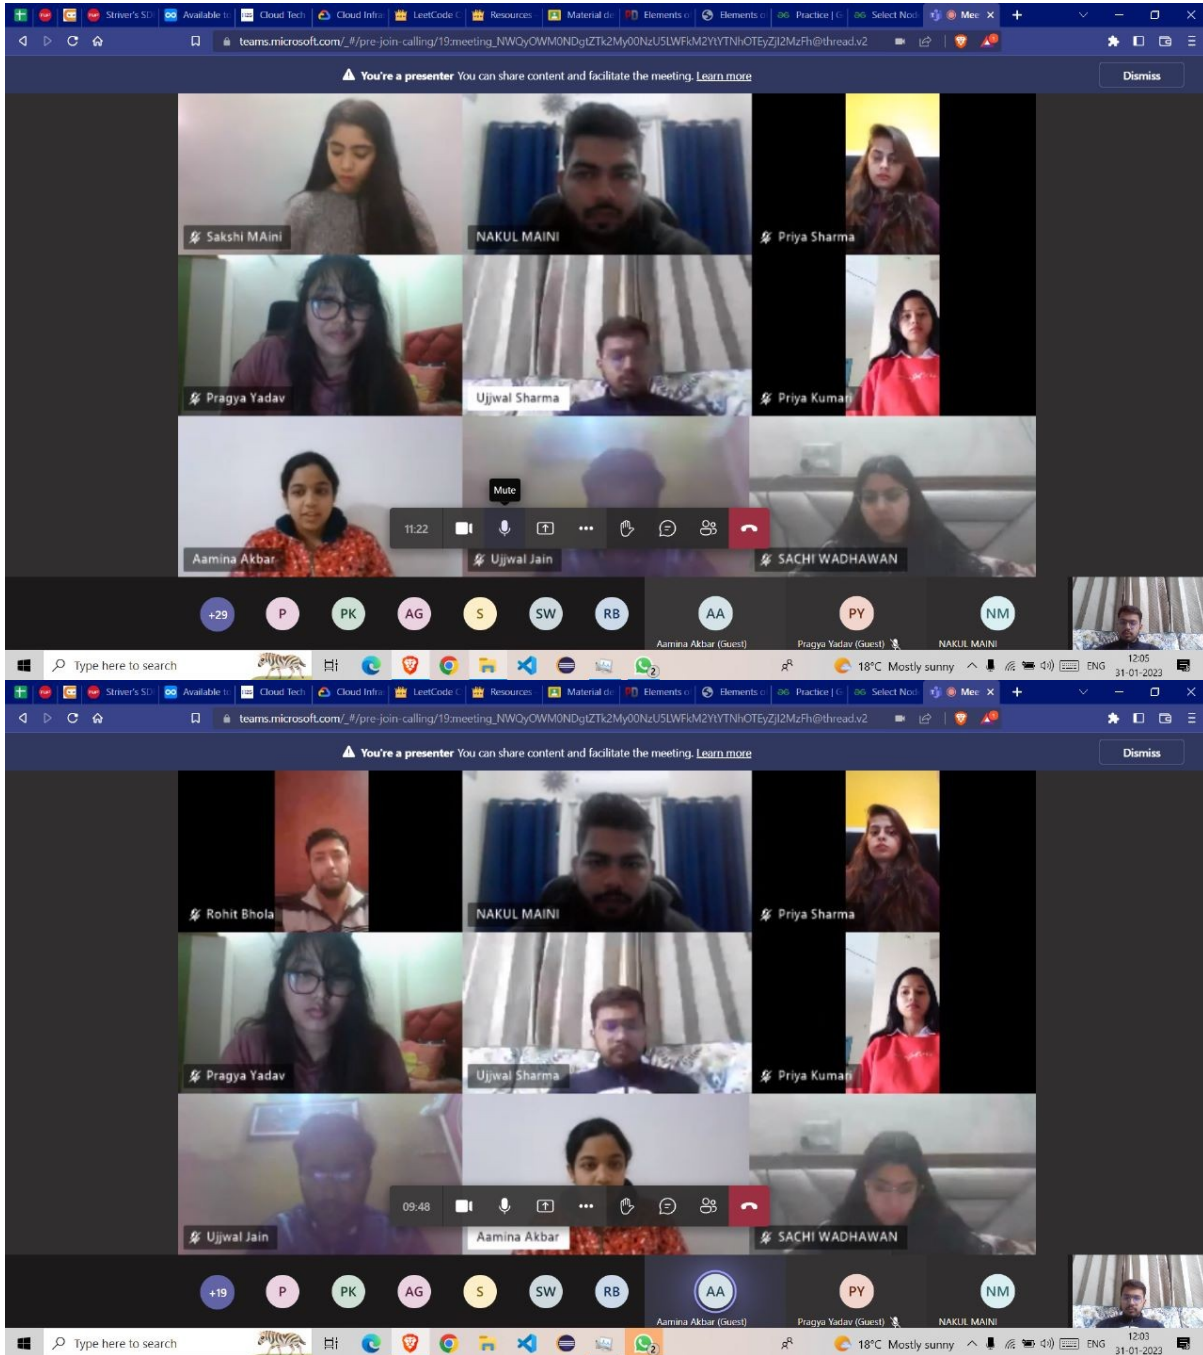 Striver's SD
Available to
Cloud Tech
Cloud Infra
LeetCode C
Resources
Material de
Elements o
Elements o
Practice | G
Select Nod
Mee
teams.microsoft.com/_#/pre-join-calling/19:meeting_NWQyOWM0NDgtZTk2My00NzU5LWFkM2YtYTNhOTEyZjI2MzFh@thread.v2
You're a presenter You can share content and facilitate the meeting. Learn more
Dismiss
Sakshi MAini
NAKUL MAINI
Priya Sharma
Pragya Yadav
Ujjwal Sharma
Priya Kumari
Mute
11:22
Aamina Akbar
Ujjwal Jain
SACHI WADHAWAN
+29
P
PK
AG
S
SW
RB
AA
PY
NM
Aamina Akbar (Guest)
Pragya Yadav (Guest)
NAKUL MAINI
Type here to search
2
18°C Mostly sunny
ENG
12:05
31-01-2023
Striver's SD
Available to
Cloud Tech
Cloud Infra
LeetCode C
Resources
Material de
Elements o
Elements o
Practice | G
Select Nod
Mee
teams.microsoft.com/_#/pre-join-calling/19:meeting_NWQyOWM0NDgtZTk2My00NzU5LWFkM2YtYTNhOTEyZjI2MzFh@thread.v2
You're a presenter You can share content and facilitate the meeting. Learn more
Dismiss
Rohit Bhola
NAKUL MAINI
Priya Sharma
Pragya Yadav
Ujjwal Sharma
Priya Kumari
09:48
Ujjwal Jain
Aamina Akbar
SACHI WADHAWAN
+19
P
PK
AG
S
SW
RB
AA
PY
NM
Aamina Akbar (Guest)
Pragya Yadav (Guest)
NAKUL MAINI
Type here to search
2
18°C Mostly sunny
ENG
12:03
31-01-2023